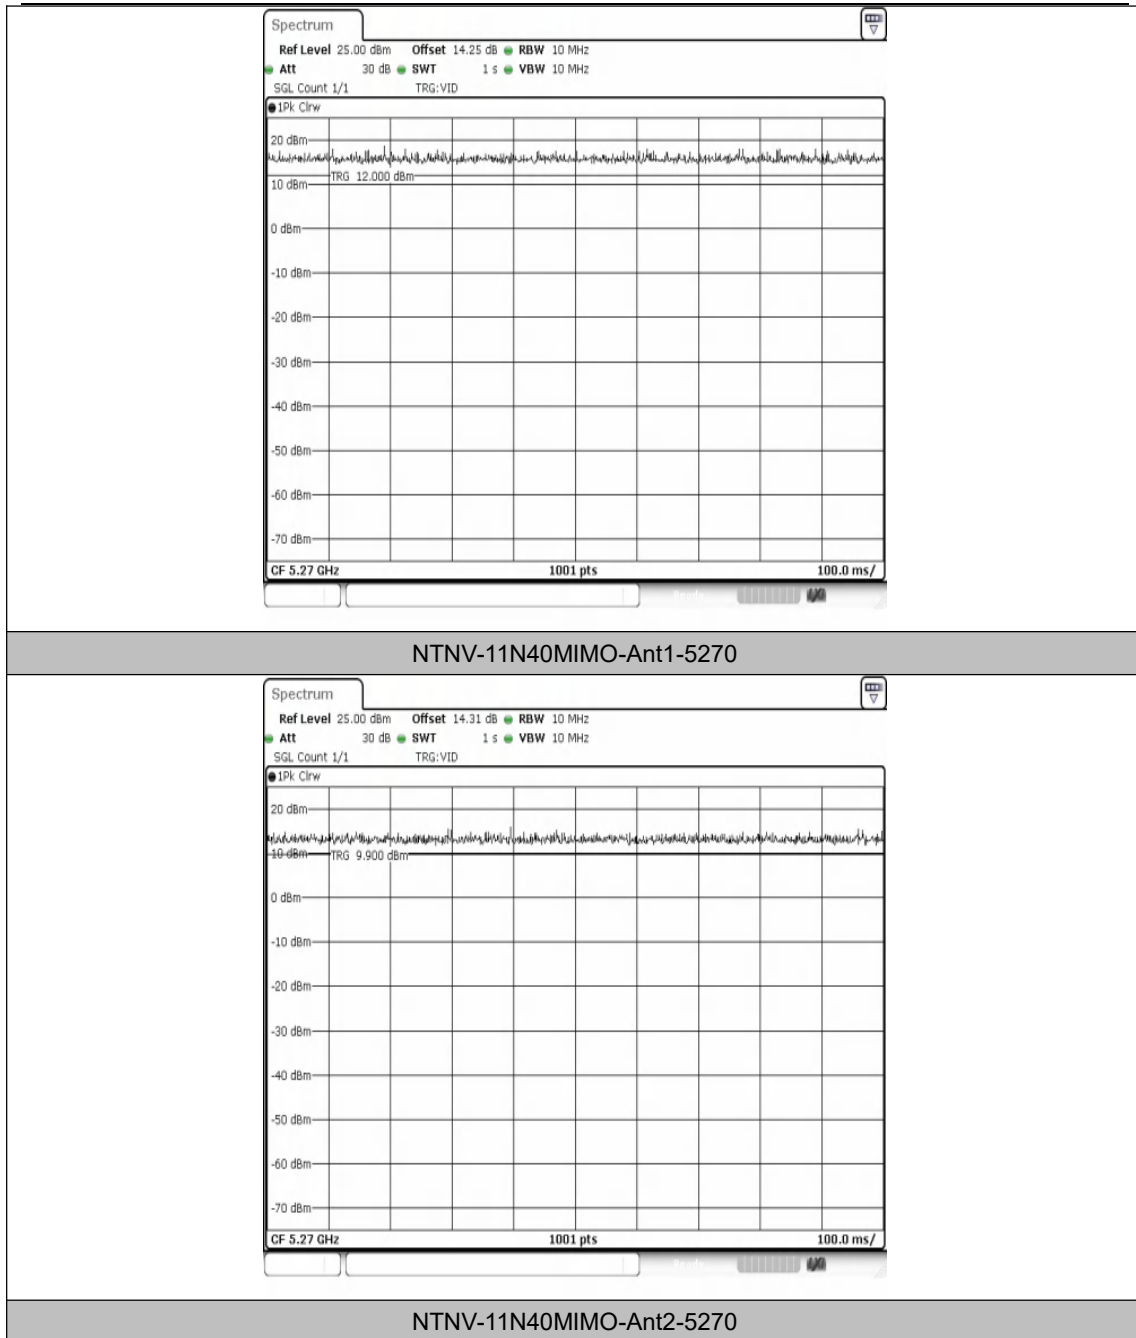 Spectrum
Ref Level 25.00 dBm Offset 14.25 dB RBW 10 MHz
Att 30 dB SWT 1 s VBW 10 MHz
SGL Count 1/1 TRG:VID
1Pk Clrw
20 dBm
TRG 12.000 dBm
10 dBm
0 dBm
-10 dBm
-20 dBm
-30 dBm
-40 dBm
-50 dBm
-60 dBm
-70 dBm
CF 5.27 GHz 1001 pts 100.0 ms/
NTNV-11N40MIMO-Ant1-5270
Spectrum
Ref Level 25.00 dBm Offset 14.31 dB RBW 10 MHz
Att 30 dB SWT 1 s VBW 10 MHz
SGL Count 1/1 TRG:VID
1Pk Clrw
20 dBm
10 dBm TRG 9.900 dBm
0 dBm
-10 dBm
-20 dBm
-30 dBm
-40 dBm
-50 dBm
-60 dBm
-70 dBm
CF 5.27 GHz 1001 pts 100.0 ms/
NTNV-11N40MIMO-Ant2-5270